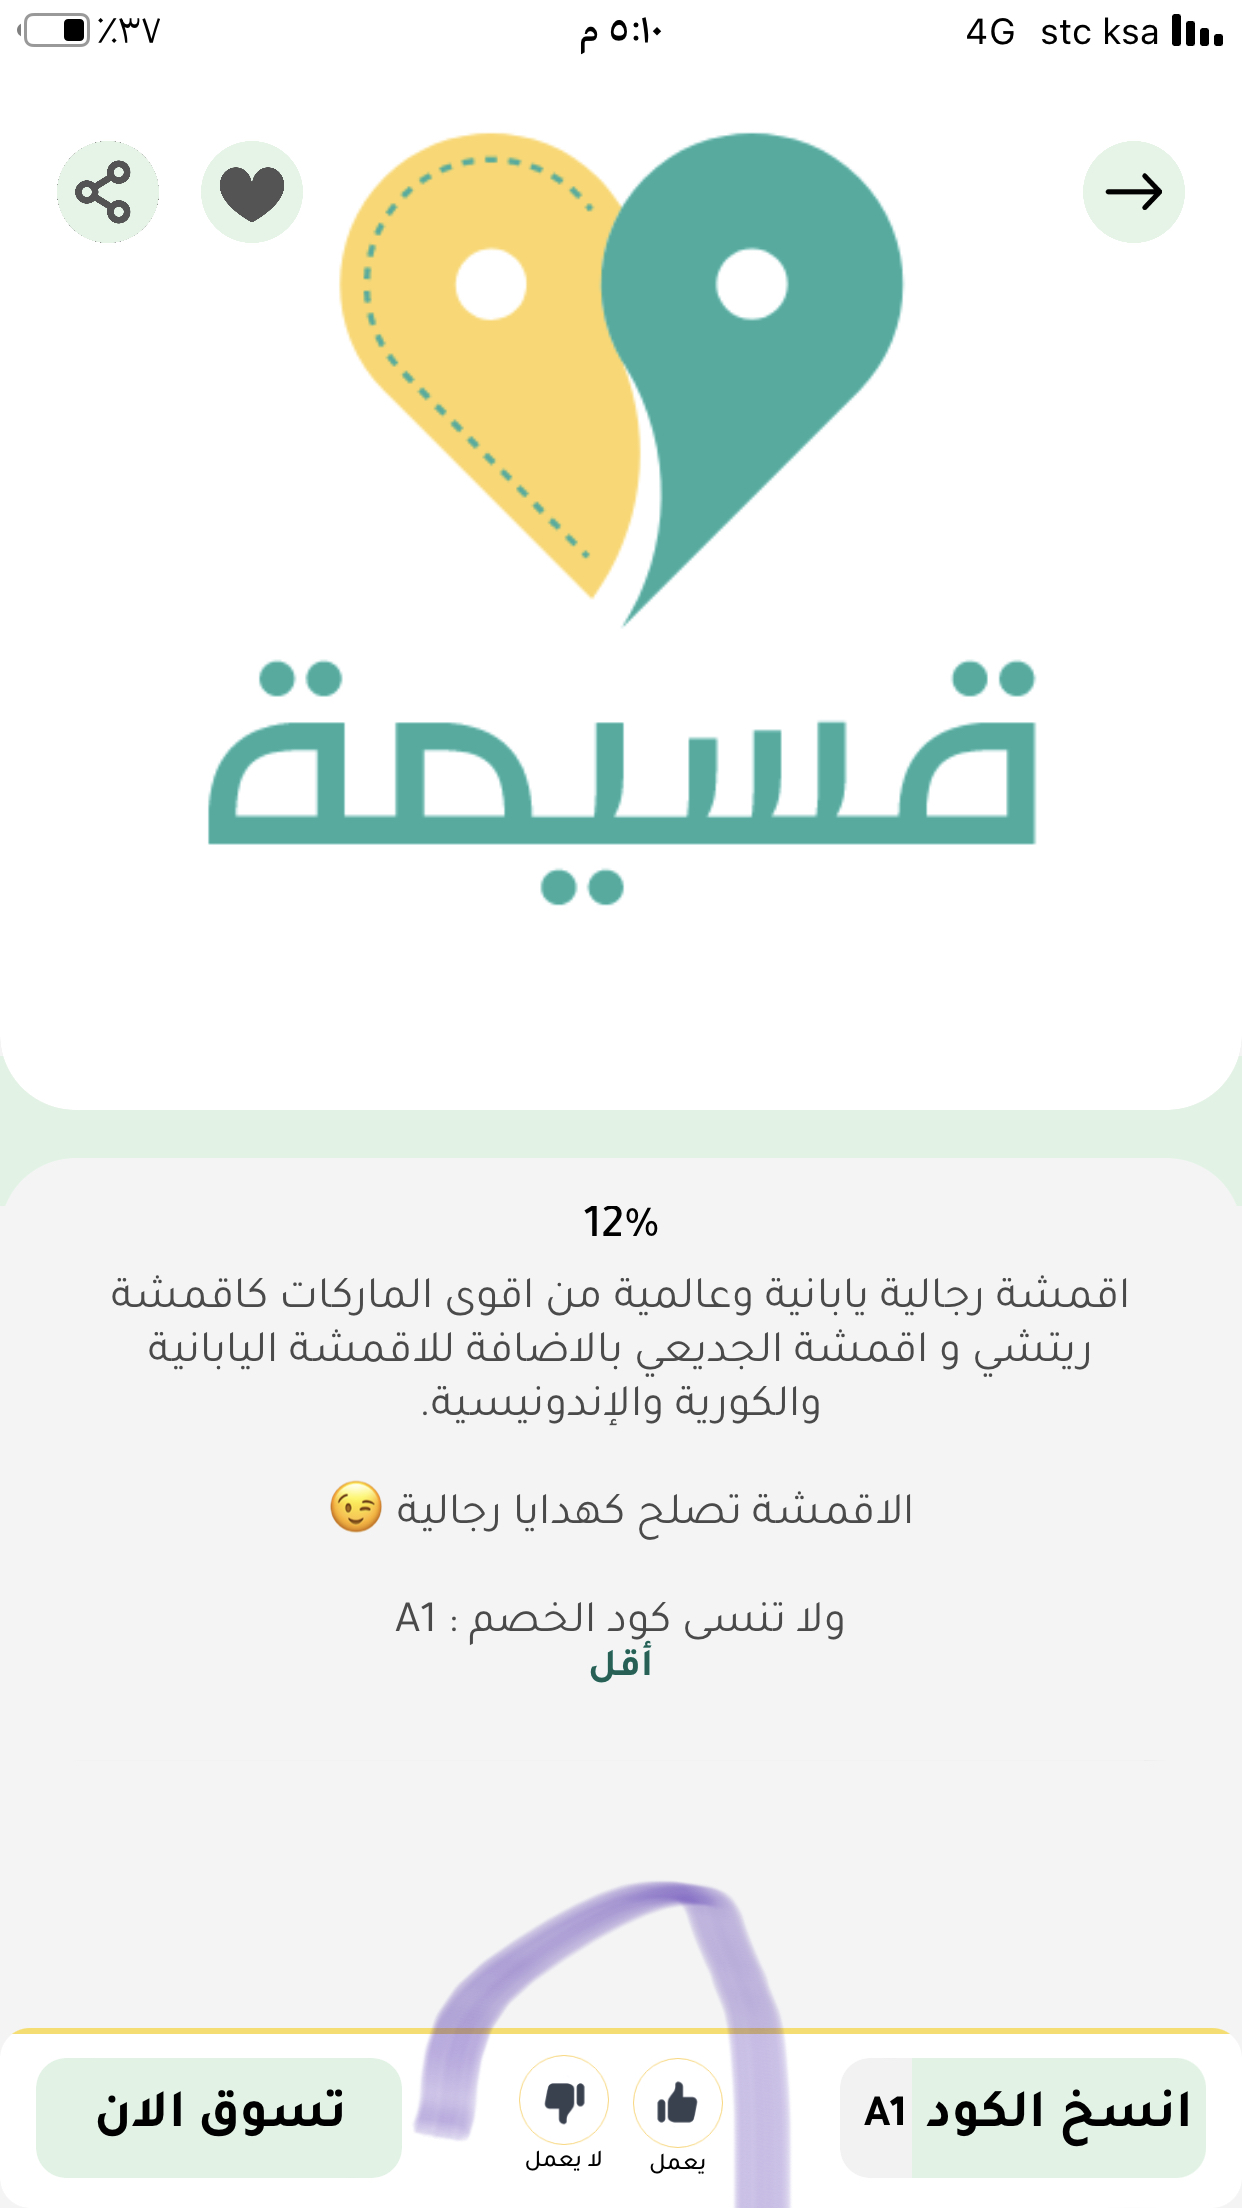 ٪٣٧
٥:١٠ م
4G stc ksa
قسيمة
12%
اقمشة رجالية يابانية وعالمية من اقوى الماركات كاقمشة
ريتشي و اقمشة الجديعي بالاضافة للاقمشة اليابانية
والكورية والإندونيسية.
الاقمشة تصلح كهدايا رجالية 😉
ولا تنسى كود الخصم : A1
أقل
انسخ الكود A1
يعمل
لا يعمل
تسوق الان